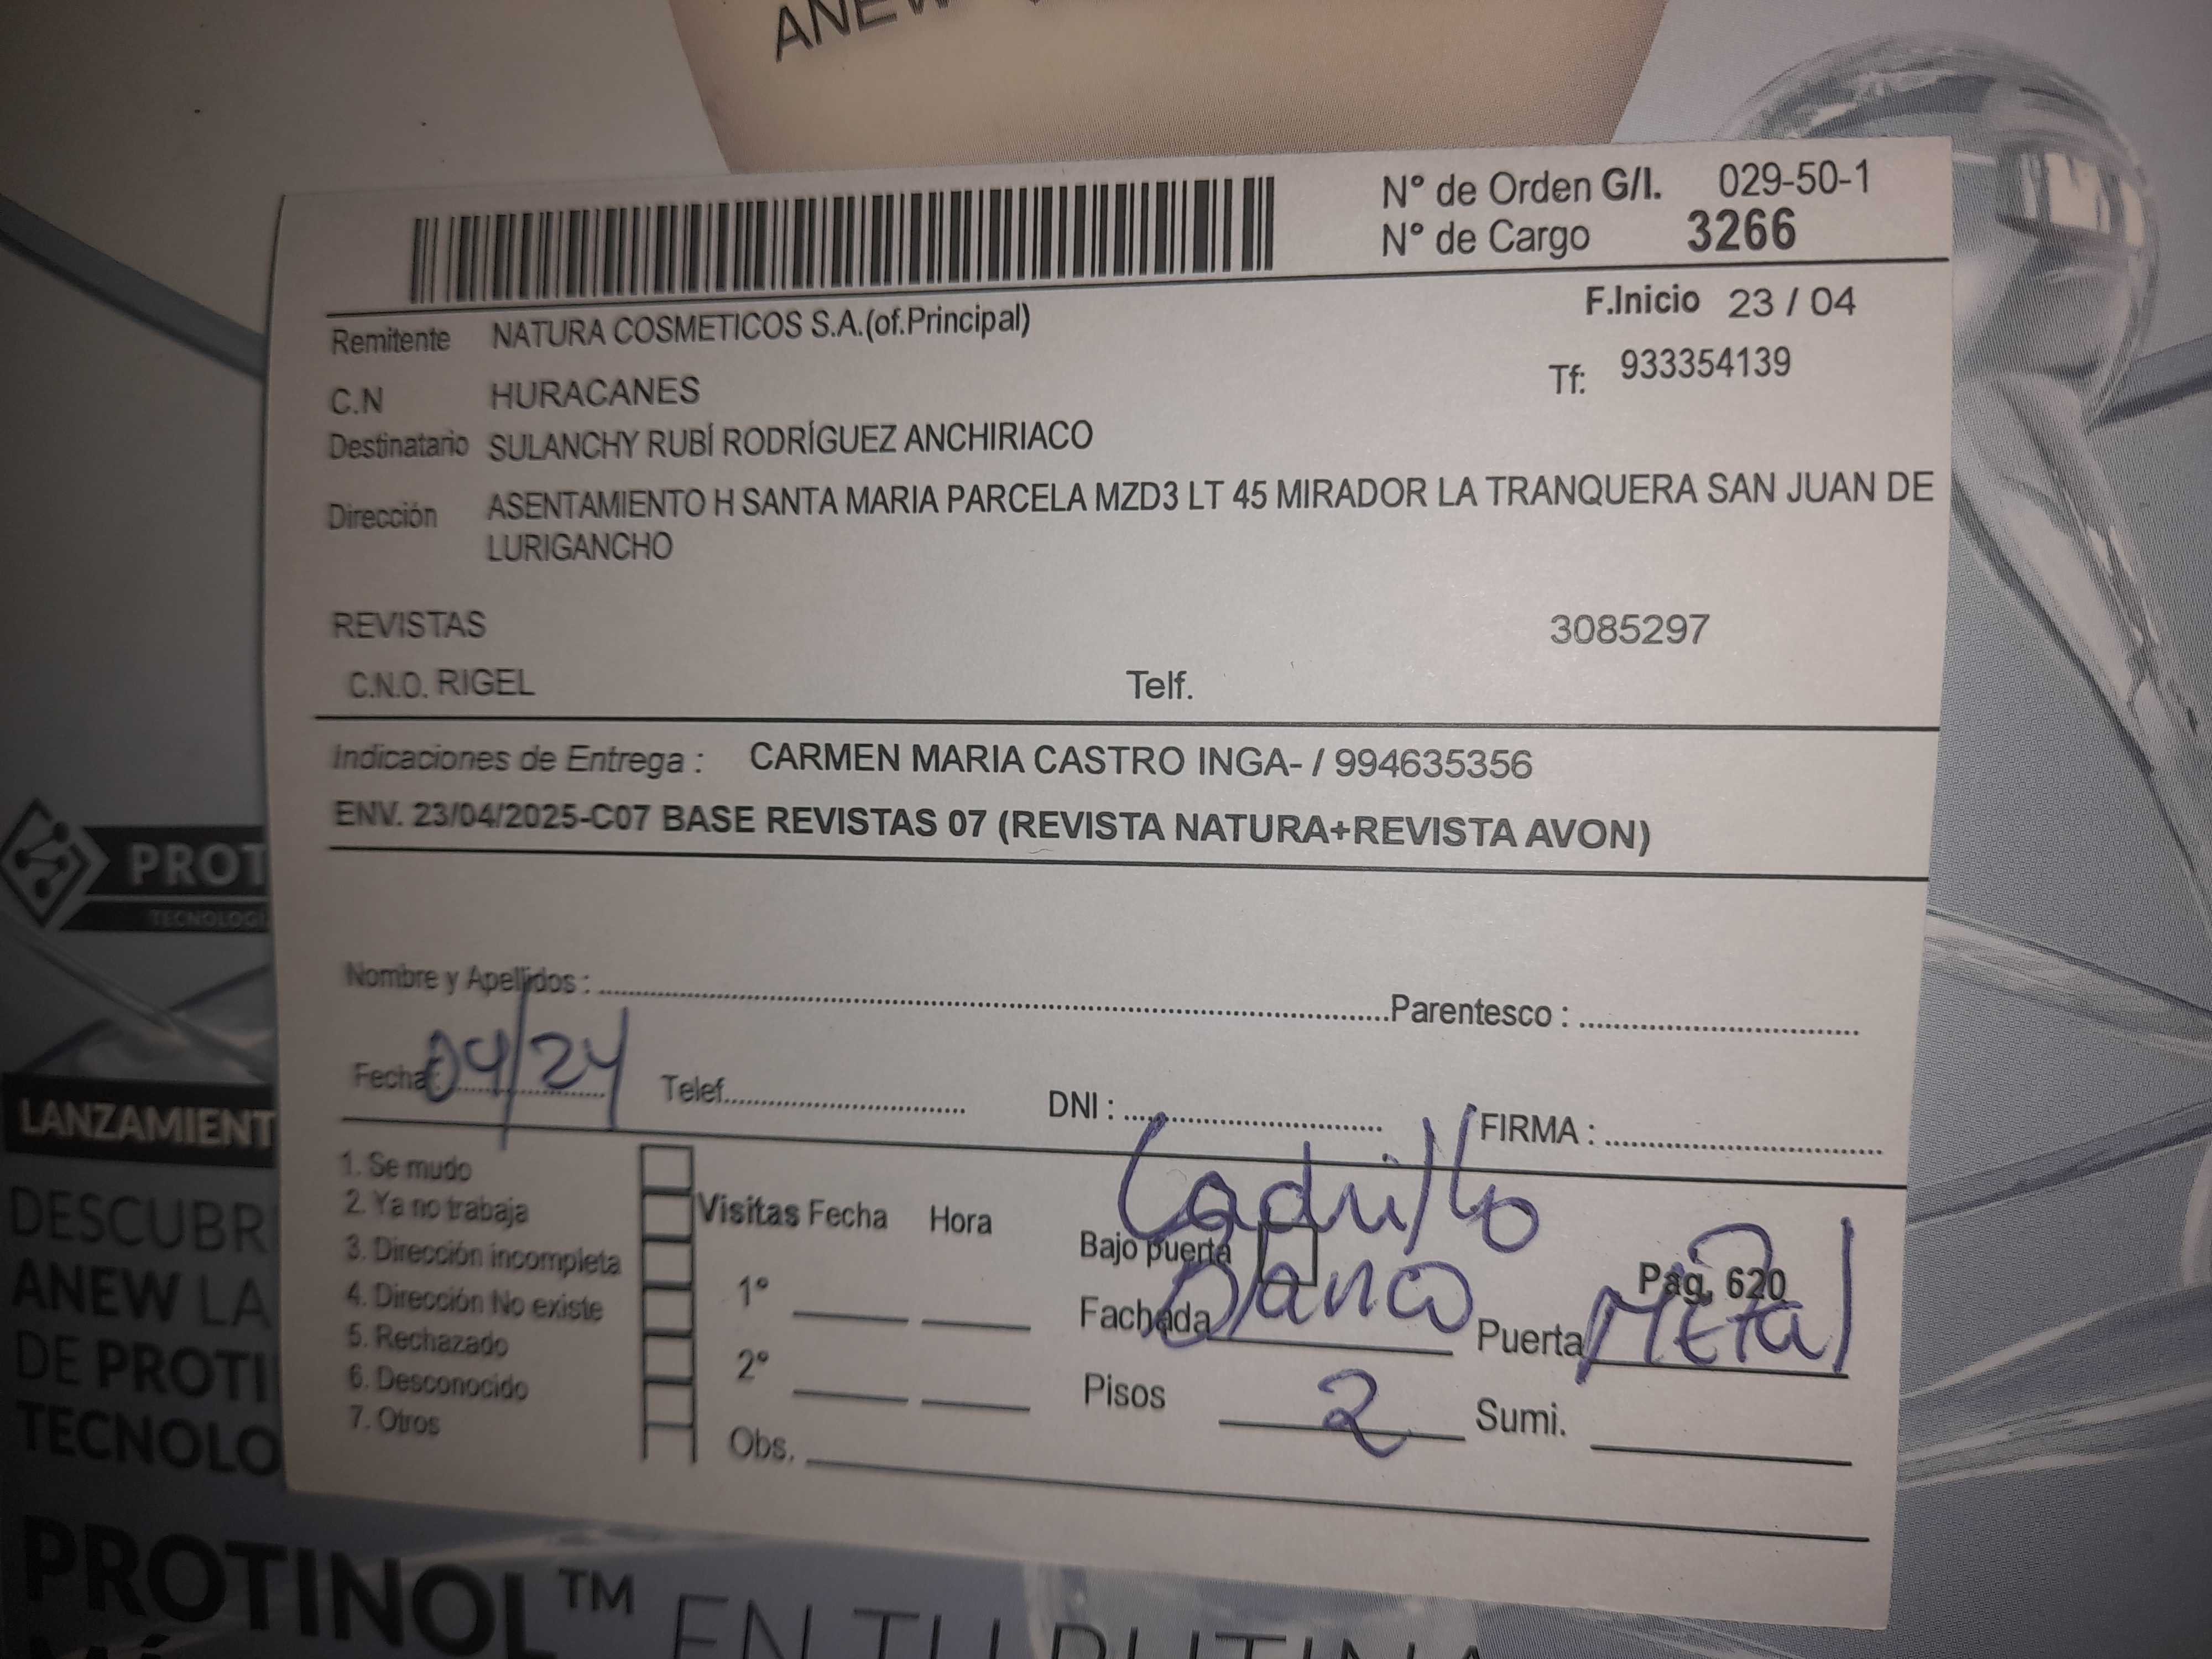 ANEW
N° de Orden G/I. 029-50-1
N° de Cargo 3266
F.Inicio 23 / 04
Remitente NATURA COSMETICOS S.A.(of.Principal)
Tf: 933354139
C.N HURACANES
Destinatario SULANCHY RUBÍ RODRÍGUEZ ANCHIRIACO
Dirección ASENTAMIENTO H SANTA MARIA PARCELA MZD3 LT 45 MIRADOR LA TRANQUERA SAN JUAN DE
LURIGANCHO
REVISTAS 3085297
C.N.O. RIGEL Telf.
Indicaciones de Entrega : CARMEN MARIA CASTRO INGA- / 994635356
ENV. 23/04/2025-C07 BASE REVISTAS 07 (REVISTA NATURA+REVISTA AVON)
Nombre y Apellidos : Parentesco :
Fecha: 04/24 Telef. DNI : FIRMA :
1. Se mudo
2. Ya no trabaja
3. Dirección incompleta
4. Dirección No existe
5. Rechazado
6. Desconocido
7. Otros
Visitas Fecha Hora
1°
2°
Obs.
Ladrillo
Bajo puerta
Pág. 620
Fachada blanco Puerta Metal
Pisos 2 Sumi.
PROT
TECNOLOGI
LANZAMIENT
DESCUBR
ANEW LA
DE PROTI
TECNOLO
PROTINOL™ EN TU RUTINA